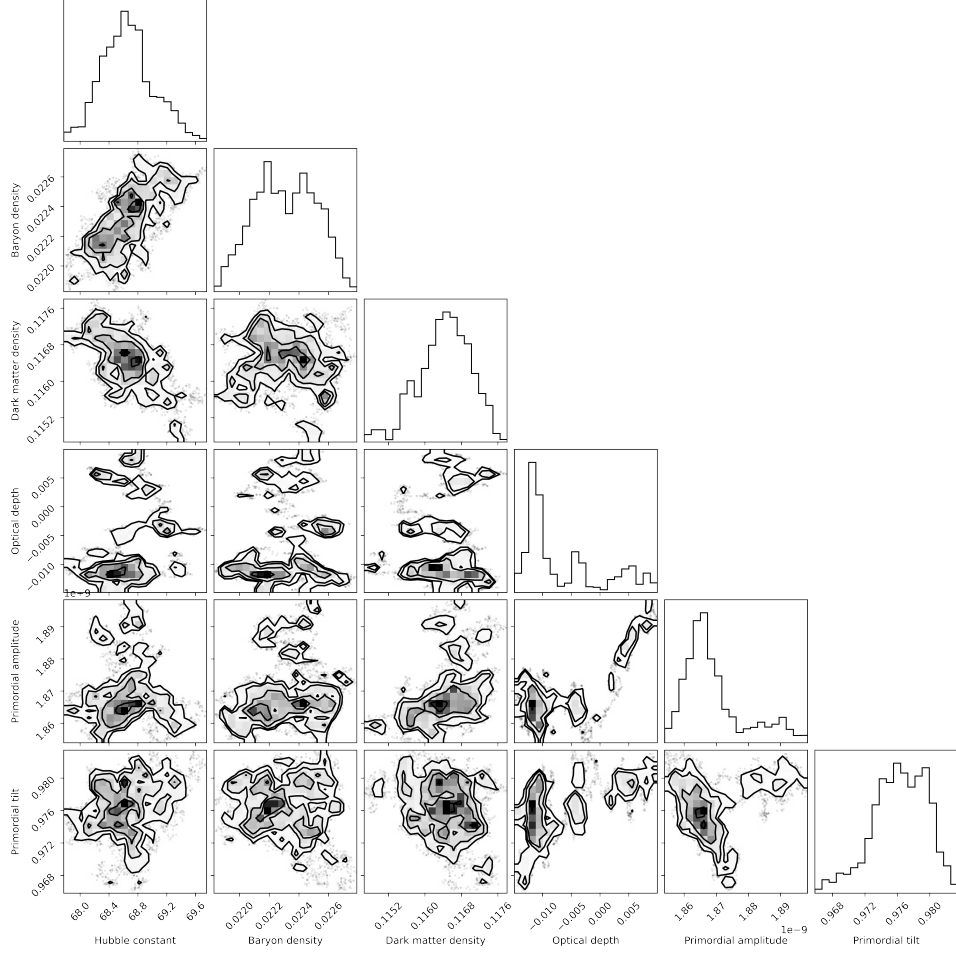 Baryon density
0.0226
0.0224
0.0222
0.0220
Dark matter density
0.1176
0.1168
0.1160
0.1152
Optical depth
0.005
0.000
−0.005
−0.010
1e−9
Primordial amplitude
1.89
1.88
1.87
1.86
Primordial tilt
0.980
0.976
0.972
0.968
68.0 68.4 68.8 69.2 69.6 0.0220 0.0222 0.0224 0.0226 0.1152 0.1160 0.1168 0.1176 −0.010 −0.005 0.000 0.005 1.86 1.87 1.88 1.89 0.968 0.972 0.976 0.980
1e−9
Hubble constant Baryon density Dark matter density Optical depth Primordial amplitude Primordial tilt